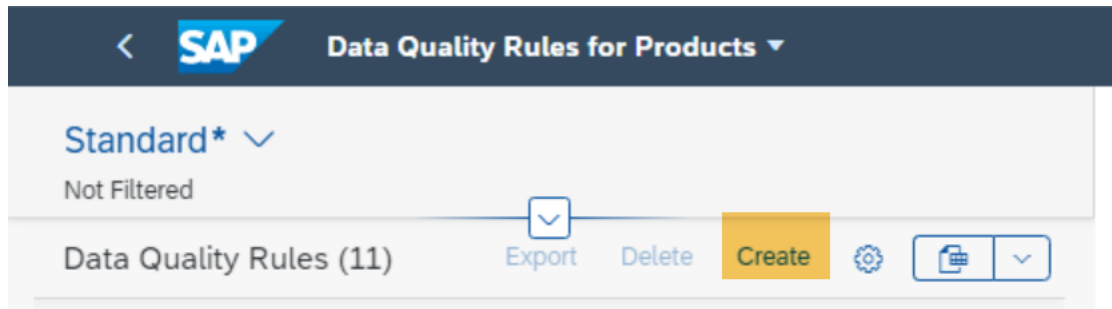 SAP Data Quality Rules for Products
Standard*
Not Filtered
Data Quality Rules (11) Export Delete Create